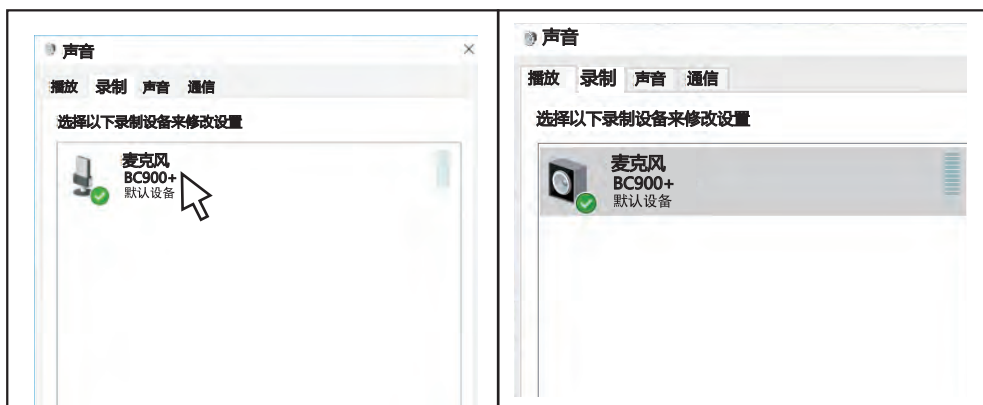 声音
播放 录制 声音 通信
选择以下录制设备来修改设置
麦克风
BC900+
默认设备
声音
播放 录制 声音 通信
选择以下录制设备来修改设置
麦克风
BC900+
默认设备